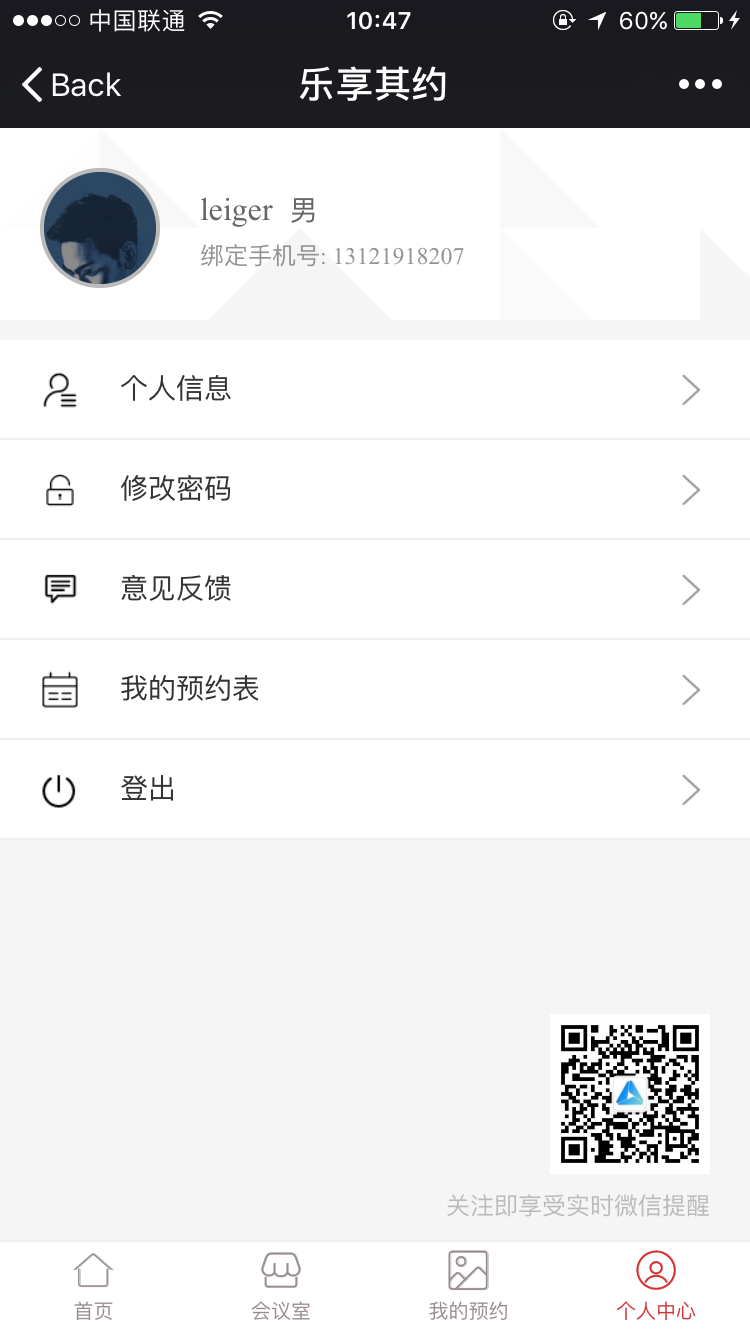 中国联通 10:47 60%
Back 乐享其约
leiger 男
绑定手机号: 13121918207
个人信息
修改密码
意见反馈
我的预约表
登出
关注即享受实时微信提醒
首页 会议室 我的预约 个人中心